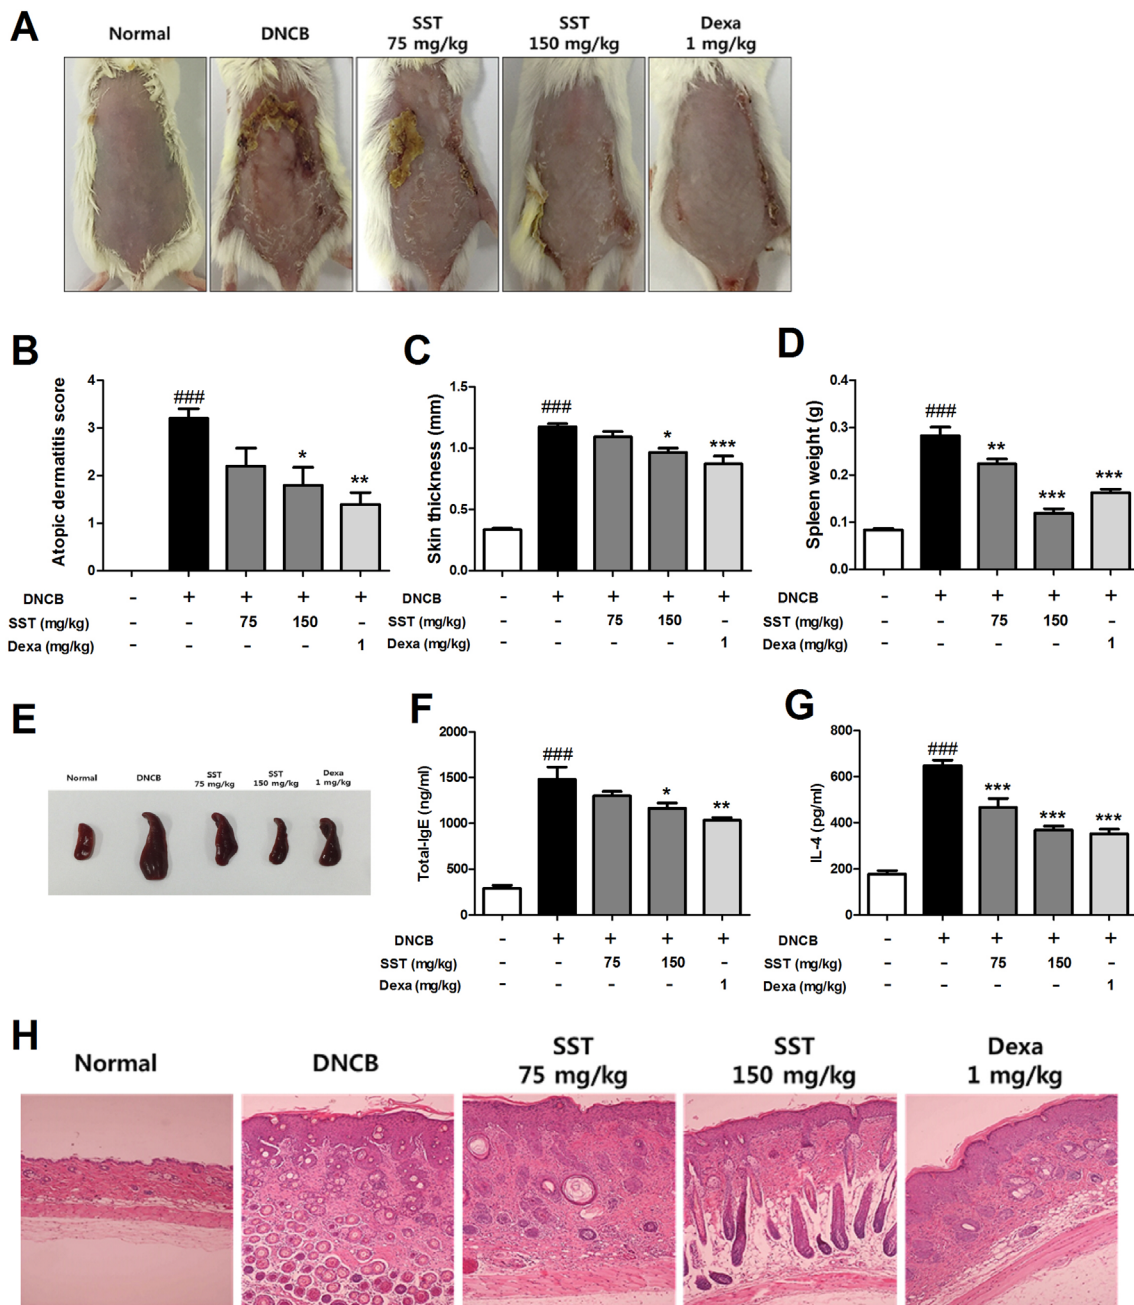 A
Normal
DNCB
SST
75 mg/kg
SST
150 mg/kg
Dexa
1 mg/kg
B
Atopic dermatitis score
4
3
2
1
0
###
*
**
DNCB - + + + +
SST (mg/kg) - - 75 150 -
Dexa (mg/kg) - - - - 1
C
Skin thickness (mm)
1.5
1.0
0.5
0.0
###
*
***
DNCB - + + + +
SST (mg/kg) - - 75 150 -
Dexa (mg/kg) - - - - 1
D
Spleen weight (g)
0.4
0.3
0.2
0.1
0.0
###
**
***
***
DNCB - + + + +
SST (mg/kg) - - 75 150 -
Dexa (mg/kg) - - - - 1
E
Normal
DNCB
SST
75 mg/kg
SST
150 mg/kg
Dexa
1 mg/kg
F
Total-IgE (ng/ml)
2000
1500
1000
500
0
###
*
**
DNCB - + + + +
SST (mg/kg) - - 75 150 -
Dexa (mg/kg) - - - - 1
G
IL-4 (pg/ml)
800
600
400
200
0
###
***
***
***
DNCB - + + + +
SST (mg/kg) - - 75 150 -
Dexa (mg/kg) - - - - 1
H
Normal
DNCB
SST
75 mg/kg
SST
150 mg/kg
Dexa
1 mg/kg